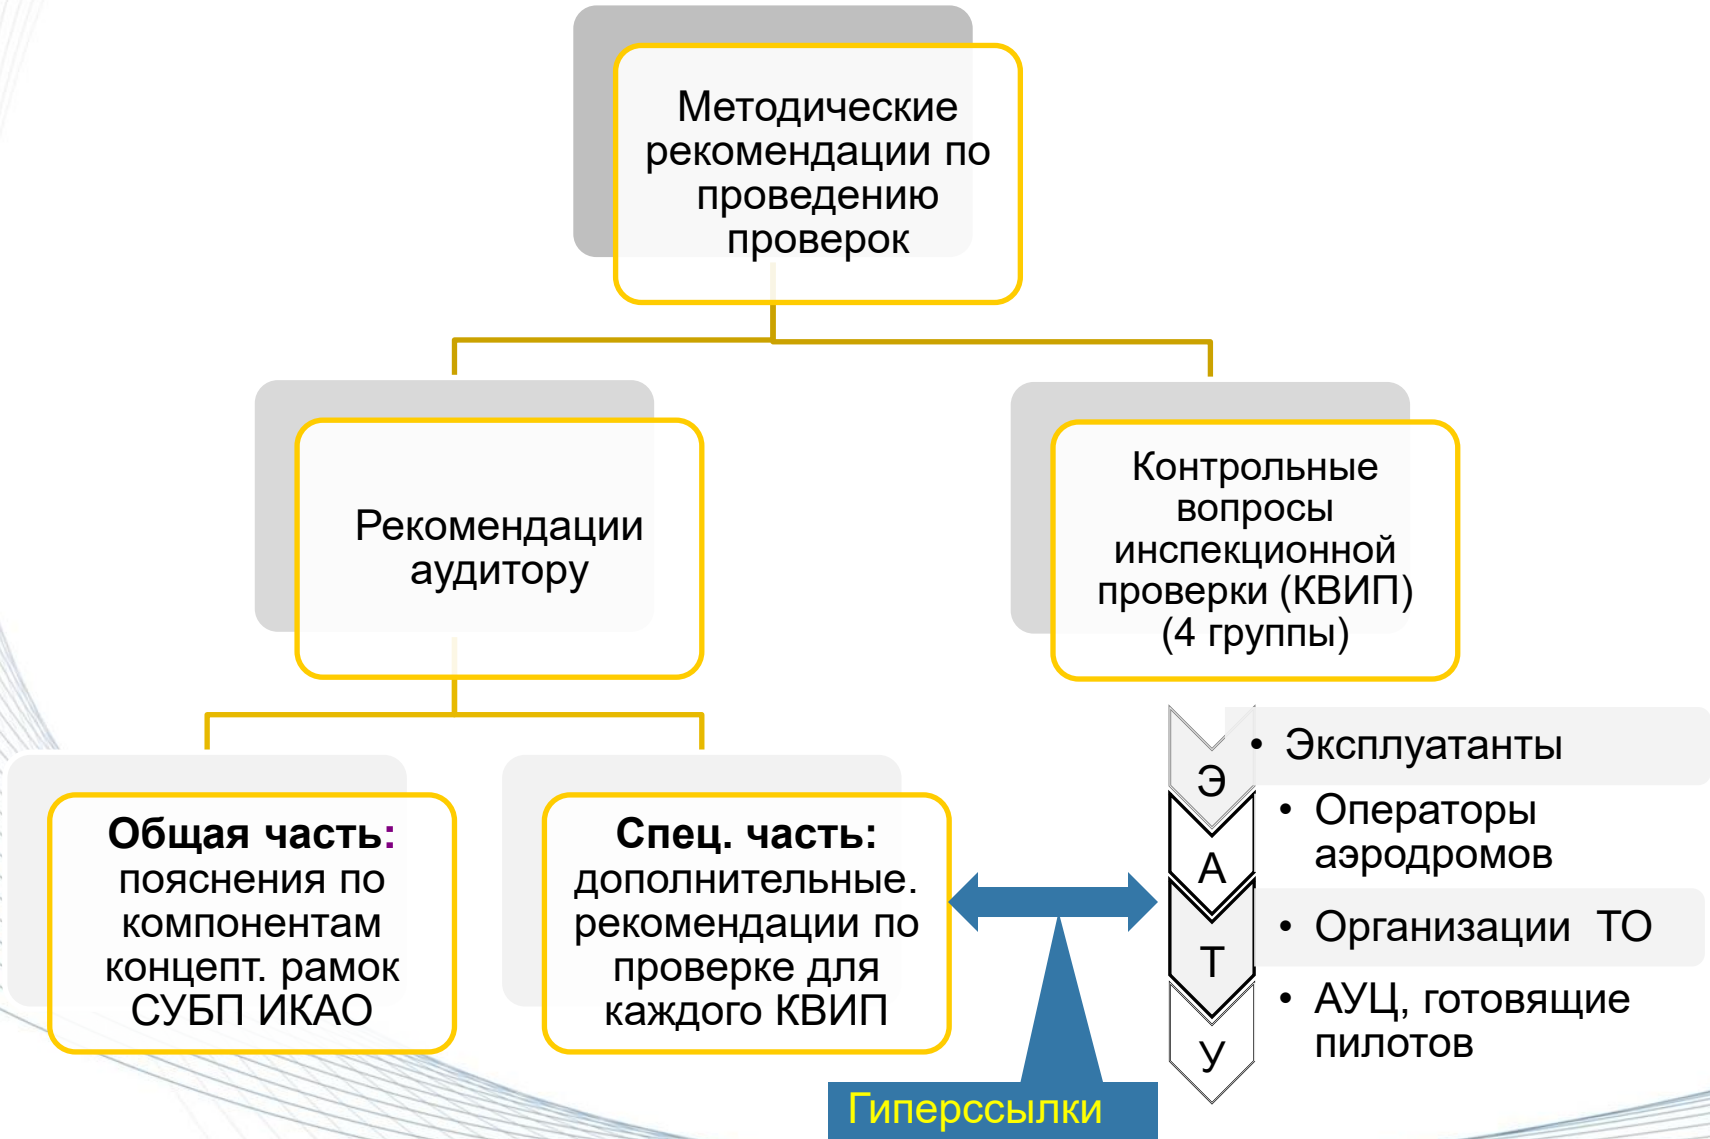 Методические
рекомендации по
проведению
проверок
Рекомендации
аудитору
Контрольные
вопросы
инспекционной
проверки (КВИП)
(4 группы)
Общая часть:
пояснения по
компонентам
концепт. рамок
СУБП ИКАО
Спец. часть:
дополнительные.
рекомендации по
проверке для
каждого КВИП
Э
• Эксплуатанты
А
• Операторы
аэродромов
Т
• Организации ТО
У
• АУЦ, готовящие
пилотов
Гиперссылки